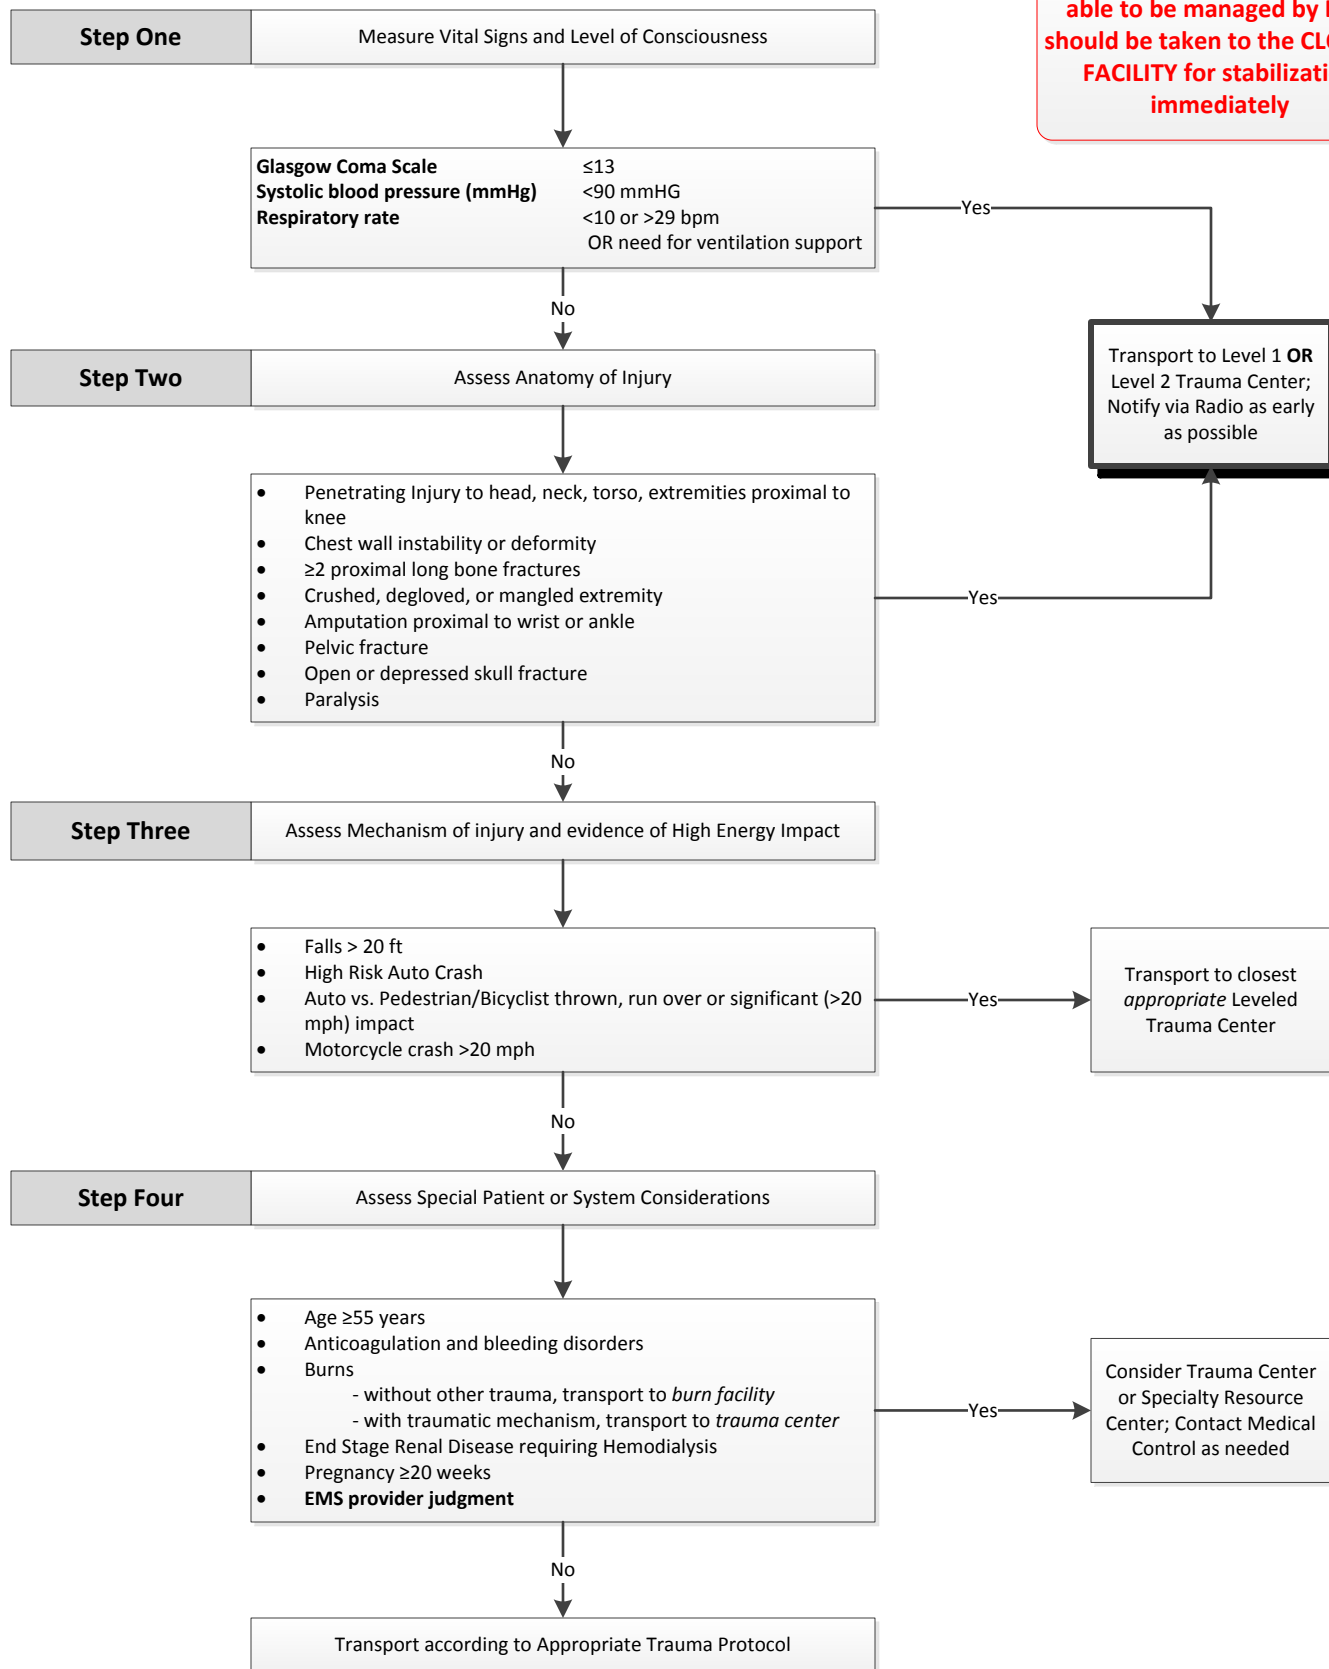 able to be managed by
should be taken to the
FACILITY for
immediately
Step One
Measure Vital Signs and Level of Consciousness
Glasgow Coma Scale ≤13
Systolic blood pressure (mmHg) <90 mmHG
Respiratory rate <10 or >29 bpm
OR need for ventilation support
Yes
No
Transport to Level 1 OR
Level 2 Trauma Center;
Notify via Radio as early
as possible
Step Two
Assess Anatomy of Injury
• Penetrating Injury to head, neck, torso, extremities proximal to
knee
• Chest wall instability or deformity
• ≥2 proximal long bone fractures
• Crushed, degloved, or mangled extremity
• Amputation proximal to wrist or ankle
• Pelvic fracture
• Open or depressed skull fracture
• Paralysis
Yes
No
Step Three
Assess Mechanism of injury and evidence of High Energy Impact
• Falls > 20 ft
• High Risk Auto Crash
• Auto vs. Pedestrian/Bicyclist thrown, run over or significant (>20
mph) impact
• Motorcycle crash >20 mph
Yes
Transport to closest
appropriate Leveled
Trauma Center
No
Step Four
Assess Special Patient or System Considerations
• Age ≥55 years
• Anticoagulation and bleeding disorders
• Burns
- without other trauma, transport to burn facility
- with traumatic mechanism, transport to trauma center
• End Stage Renal Disease requiring Hemodialysis
• Pregnancy ≥20 weeks
• EMS provider judgment
Yes
Consider Trauma Center
or Specialty Resource
Center; Contact Medical
Control as needed
No
Transport according to Appropriate Trauma Protocol